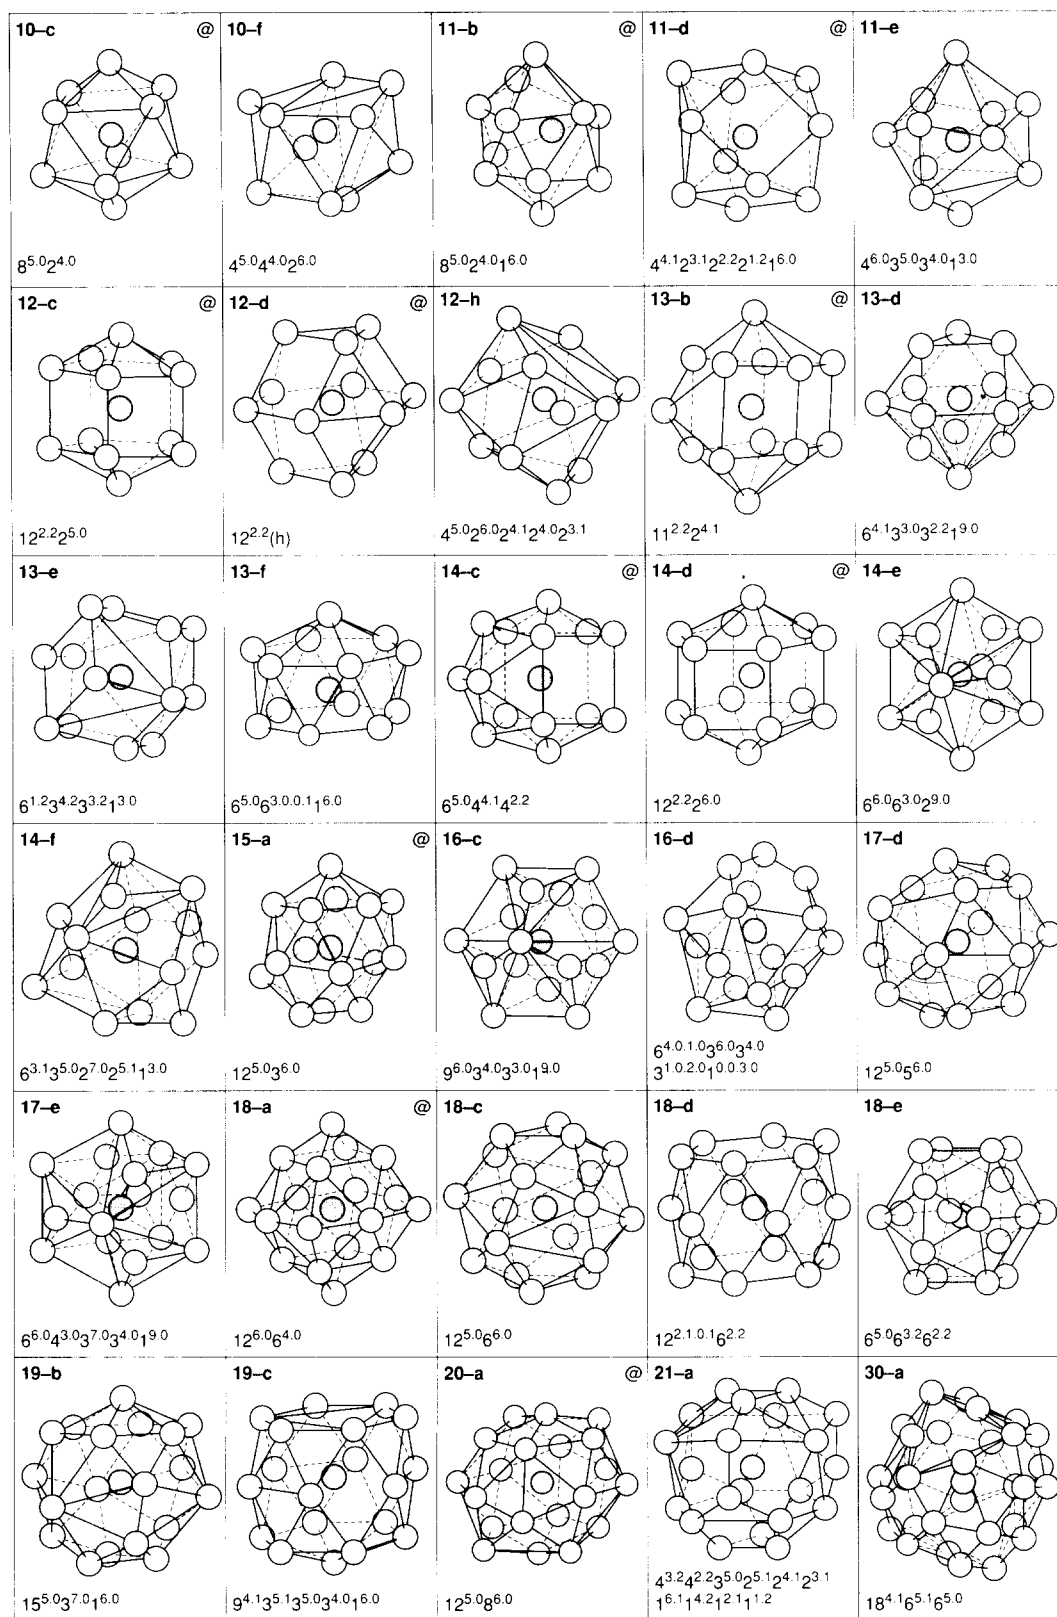 10–c @ 10–f 11–b @ 11–d @ 11–e
8^5.0 2^4.0 4^5.0 4^4.0 2^6.0 8^5.0 2^4.0 1^6.0 4^4.1 2^3.1 2^2.2 2^1.2 1^6.0 4^6.0 3^5.0 3^4.0 1^3.0
12–c @ 12–d @ 12–h 13–b @ 13–d
12^2.2 2^5.0 12^2.2(h) 4^5.0 2^6.0 2^4.1 2^4.0 2^3.1 11^2.2 2^4.1 6^4.1 3^3.0 3^2.2 1^9.0
13–e 13–f 14–c @ 14–d @ 14–e
6^1.2 3^4.2 3^3.2 1^3.0 6^5.0 6^3.0.0.1 1^6.0 6^5.0 4^4.1 4^2.2 12^2.2 2^6.0 6^6.0 6^3.0 2^9.0
14–f 15–a @ 16–c 16–d 17–d
6^3.1 3^5.0 2^7.0 2^5.1 1^3.0 12^5.0 3^6.0 9^6.0 3^4.0 3^3.0 1^9.0 6^4.0.1.0 3^6.0 3^4.0
3^1.0.2.0 1^0.0.3.0 12^5.0 5^6.0
17–e 18–a @ 18–c 18–d 18–e
6^6.0 4^3.0 3^7.0 3^4.0 1^9.0 12^6.0 6^4.0 12^5.0 6^6.0 12^2.1.0.1 6^2.2 6^5.0 6^3.2 6^2.2
19–b 19–c 20–a @ 21–a 30–a
15^5.0 3^7.0 1^6.0 9^4.1 3^5.1 3^5.0 3^4.0 1^6.0 12^5.0 8^6.0 4^3.2 4^2.2 3^5.0 2^5.1 2^4.1 2^3.1
1^6.1 1^4.2 1^2.1 1^1.2 18^4.1 6^5.1 6^5.0